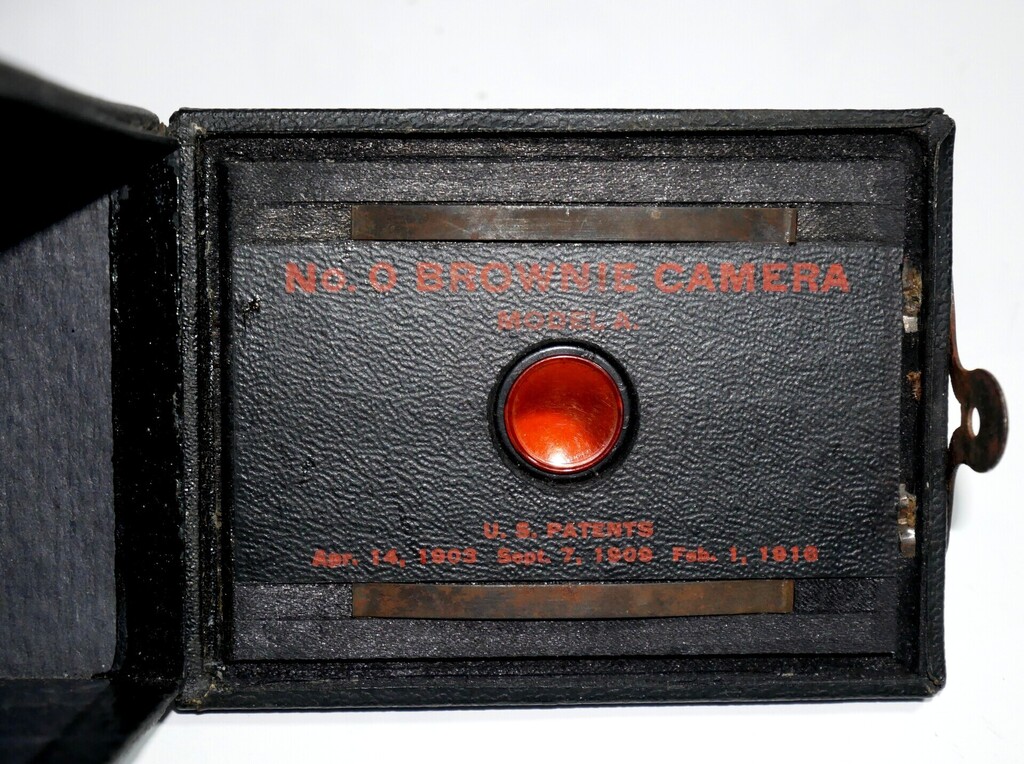 No. 0 BROWNIE CAMERA
MODEL A.
U. S. PATENTS
Apr. 14, 1903 Sept. 7, 1909 Feb. 1, 1916